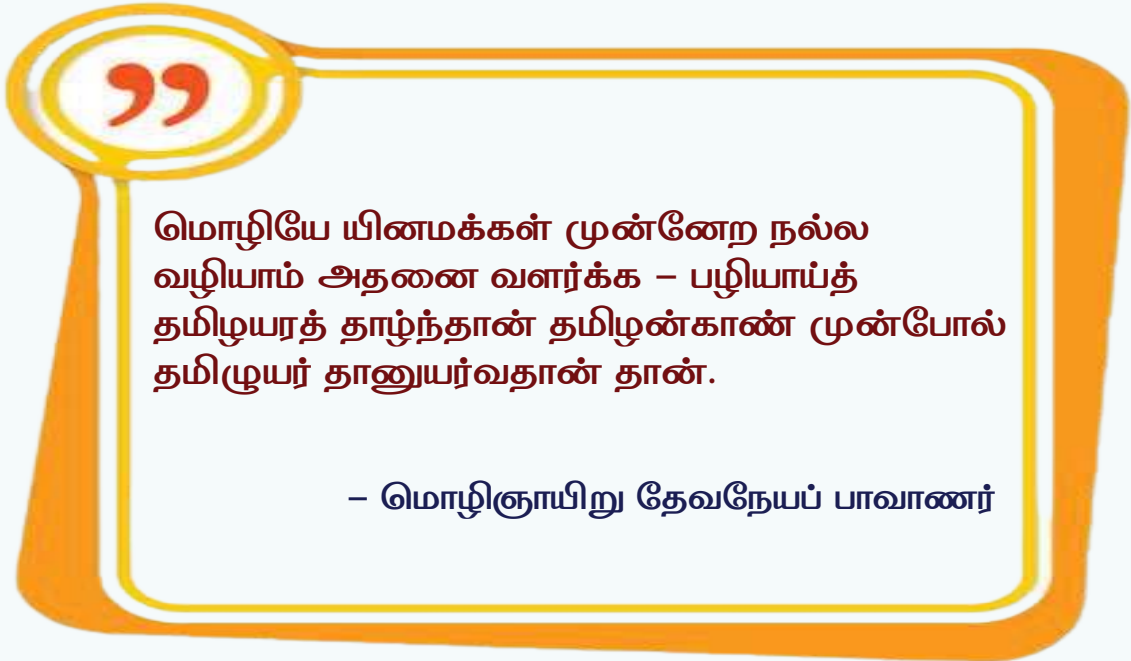 ”
மொழியே யினமக்கள் முன்னேற நல்ல
வழியாம் அதனை வளர்க்க – பழியாய்த்
தமிழயரத் தாழ்ந்தான் தமிழன்காண் முன்போல்
தமிழுயர் தானுயர்வதான் தான்.
– மொழிஞாயிறு தேவநேயப் பாவாணர்